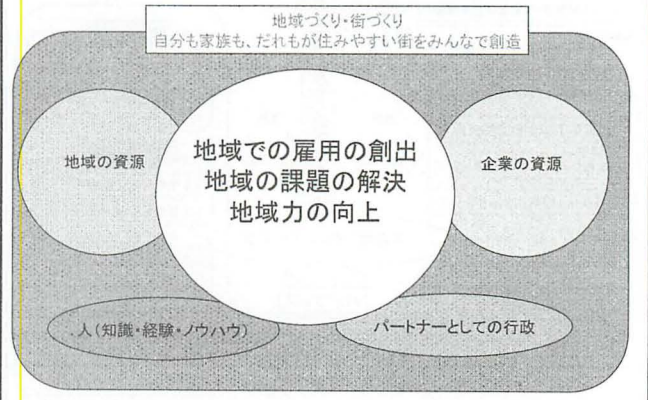 地域づくり・街づくり
自分も家族も、だれもが住みやすい街をみんなで創造
地域の資源
地域での雇用の創出
地域の課題の解決
地域力の向上
企業の資源
人(知識・経験・ノウハウ)
パートナーとしての行政